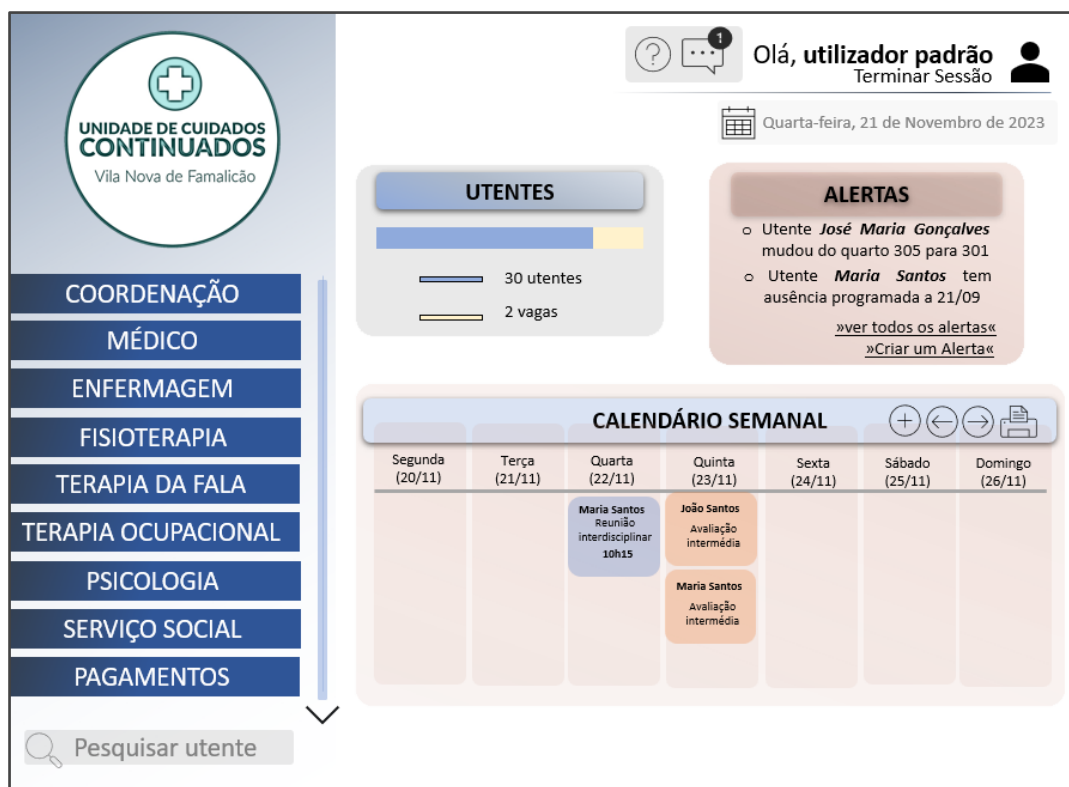 UNIDADE DE CUIDADOS
CONTINUADOS
Vila Nova de Famalicão
1
Olá, utilizador padrão
Terminar Sessão
Quarta-feira, 21 de Novembro de 2023
UTENTES
30 utentes
2 vagas
ALERTAS
o Utente José Maria Gonçalves
mudou do quarto 305 para 301
o Utente Maria Santos tem
ausência programada a 21/09
»ver todos os alertas«
»Criar um Alerta«
COORDENAÇÃO
MÉDICO
ENFERMAGEM
FISIOTERAPIA
TERAPIA DA FALA
TERAPIA OCUPACIONAL
PSICOLOGIA
SERVIÇO SOCIAL
PAGAMENTOS
Pesquisar utente
CALENDÁRIO SEMANAL
Segunda
(20/11)
Terça
(21/11)
Quarta
(22/11)
Quinta
(23/11)
Sexta
(24/11)
Sábado
(25/11)
Domingo
(26/11)
Maria Santos
Reunião
interdisciplinar
10h15
João Santos
Avaliação
intermédia
Maria Santos
Avaliação
intermédia